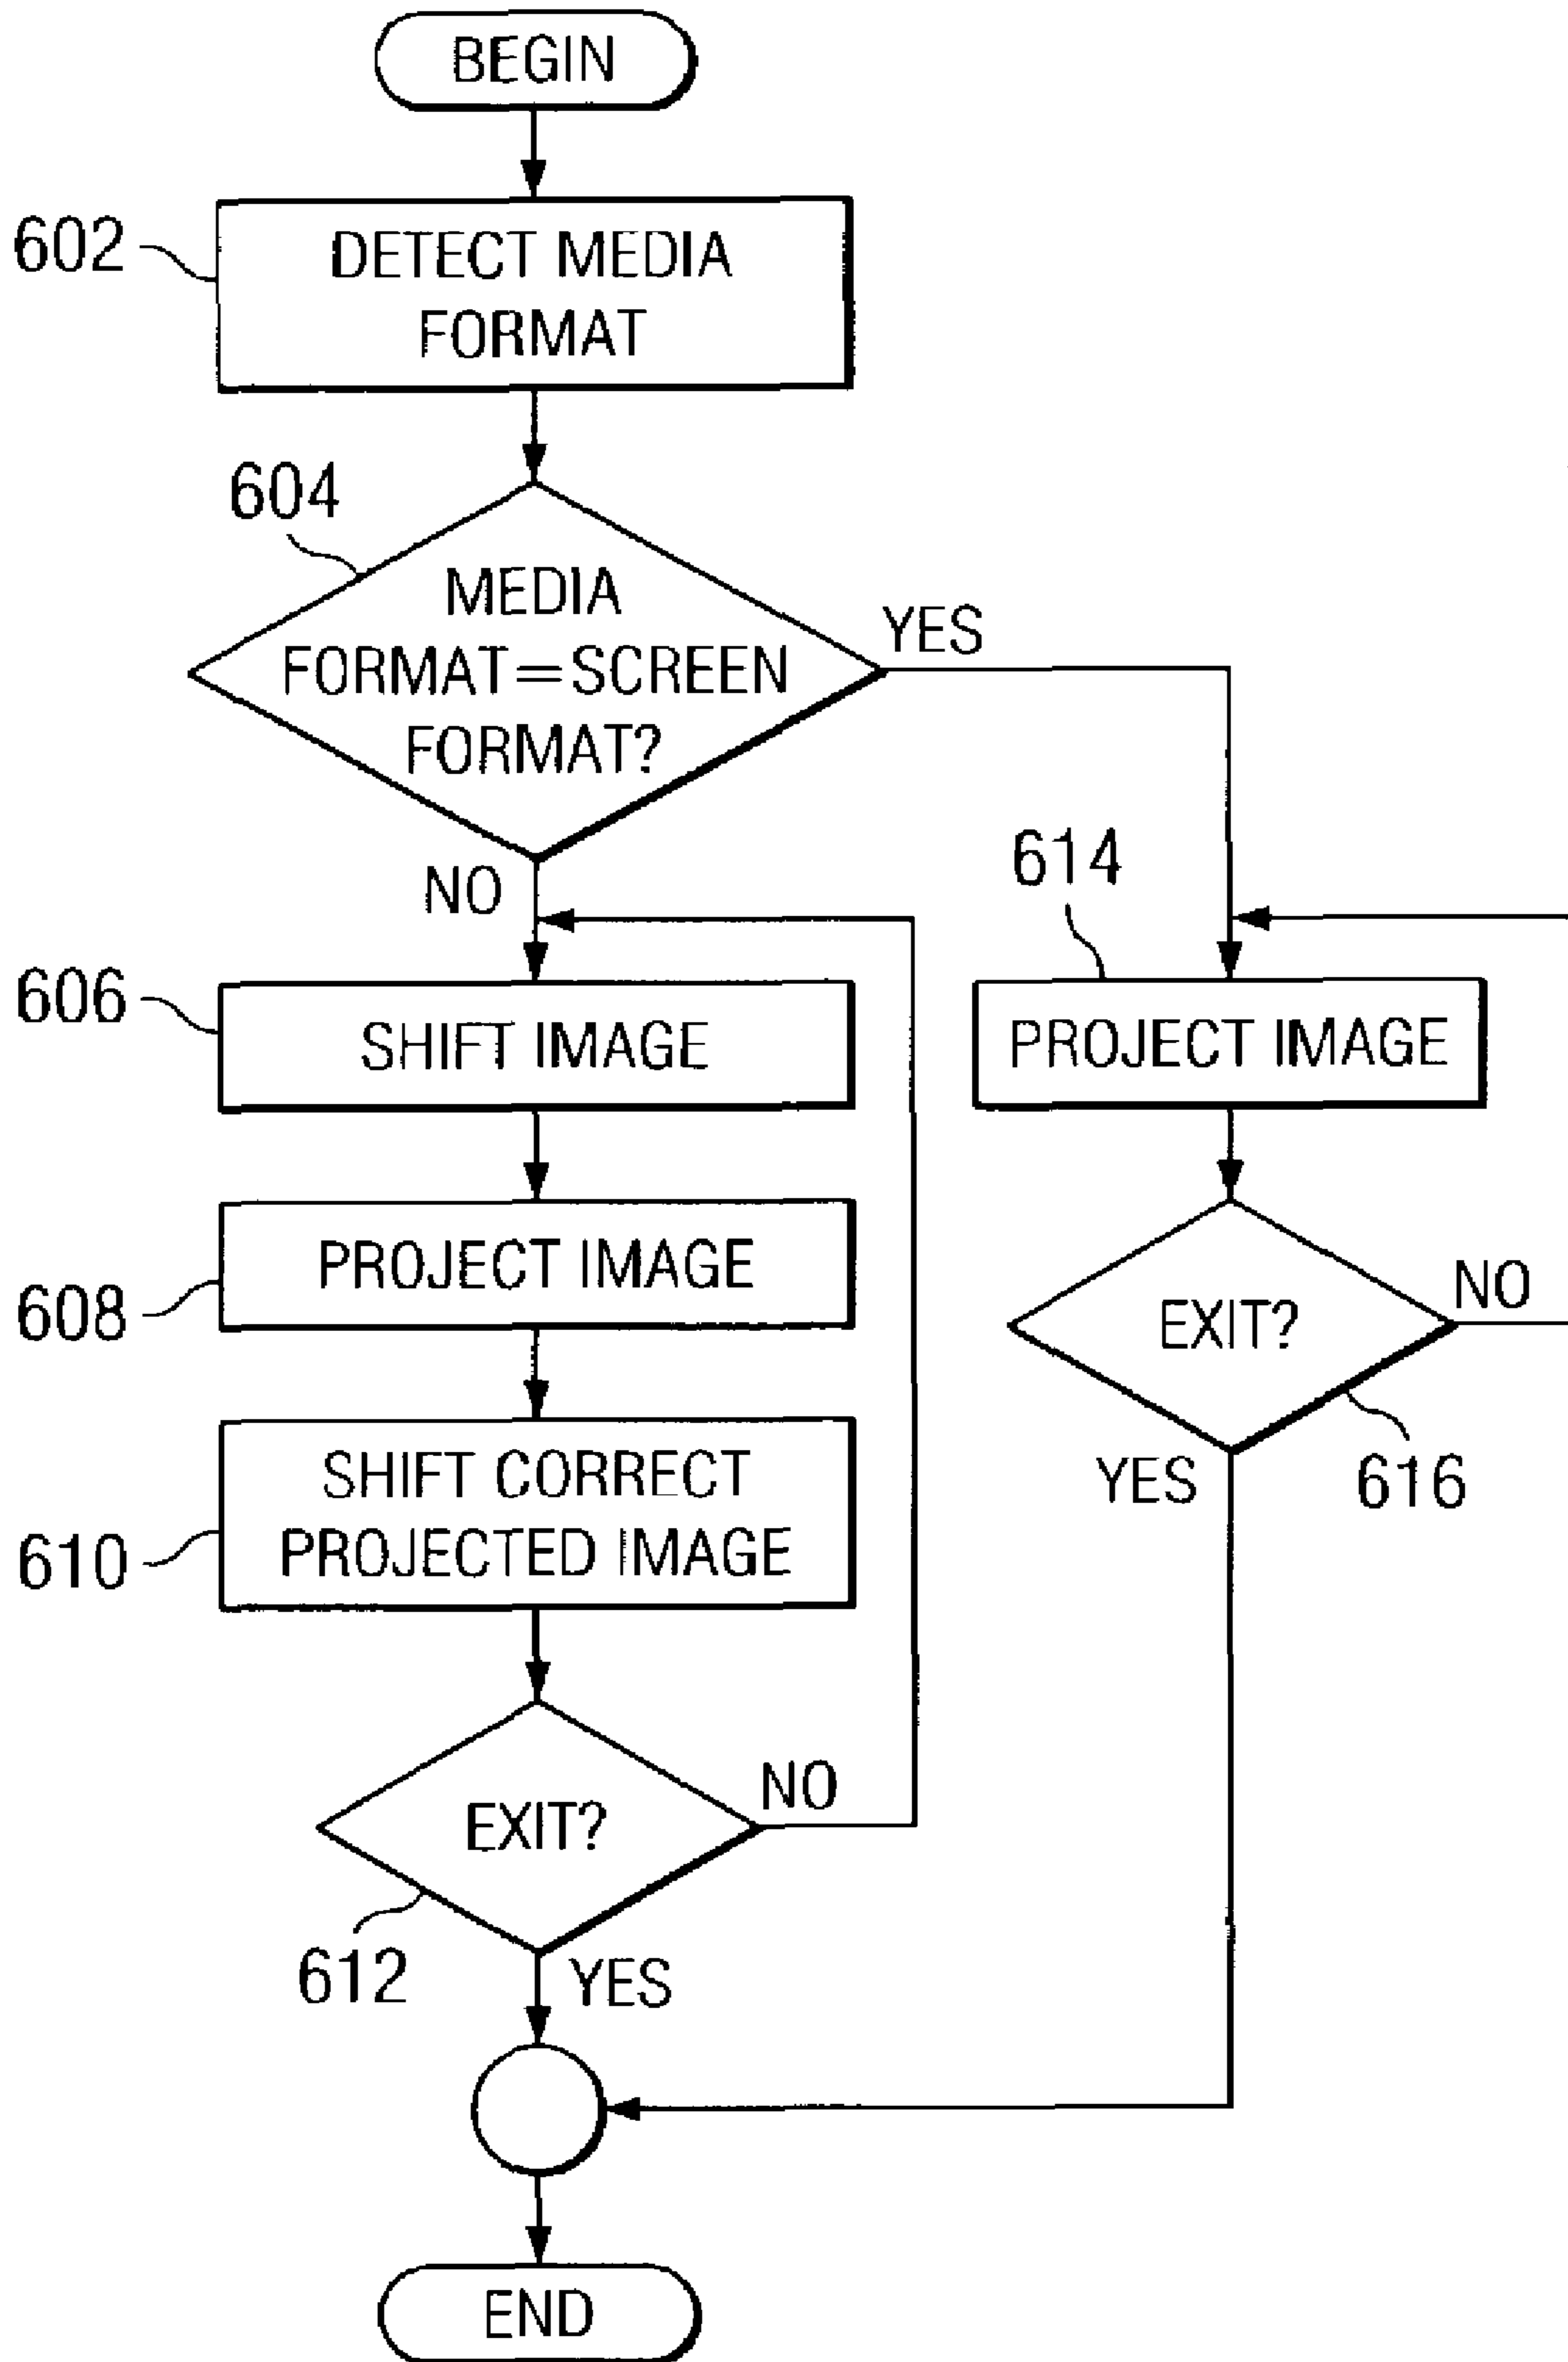 BEGIN
602
DETECT MEDIA
FORMAT
604
MEDIA
FORMAT=SCREEN
FORMAT?
YES
NO
614
606
SHIFT IMAGE
PROJECT IMAGE
PROJECT IMAGE
608
EXIT?
NO
SHIFT CORRECT
PROJECTED IMAGE
610
YES
616
EXIT?
NO
612
YES
END